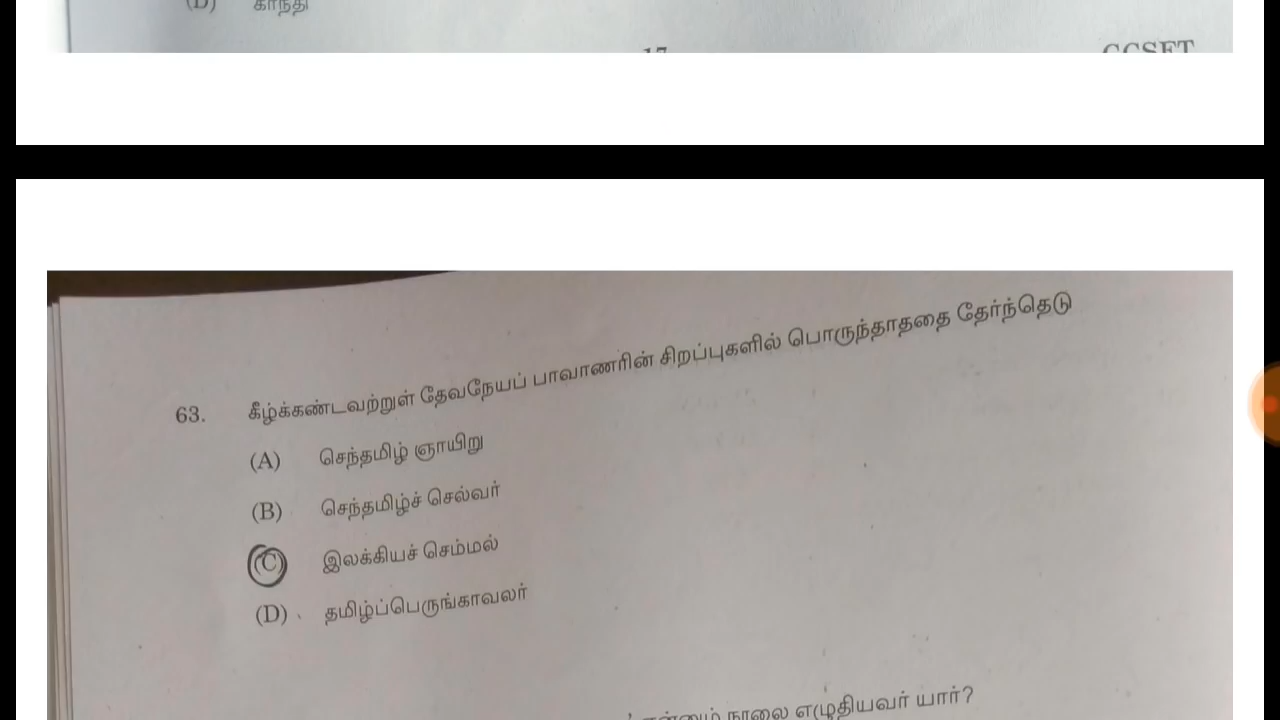 (D) காந்தி
17 CCSET
63. கீழ்க்கண்டவற்றுள் தேவநேயப் பாவாணரின் சிறப்புகளில் பொருந்தாததை தேர்ந்தெடு
(A) செந்தமிழ் ஞாயிறு
(B) செந்தமிழ்ச் செல்வர்
(C) இலக்கியச் செம்மல்
(D) தமிழ்ப்பெருங்காவலர்
நூலை எழுதியவர் யார்?